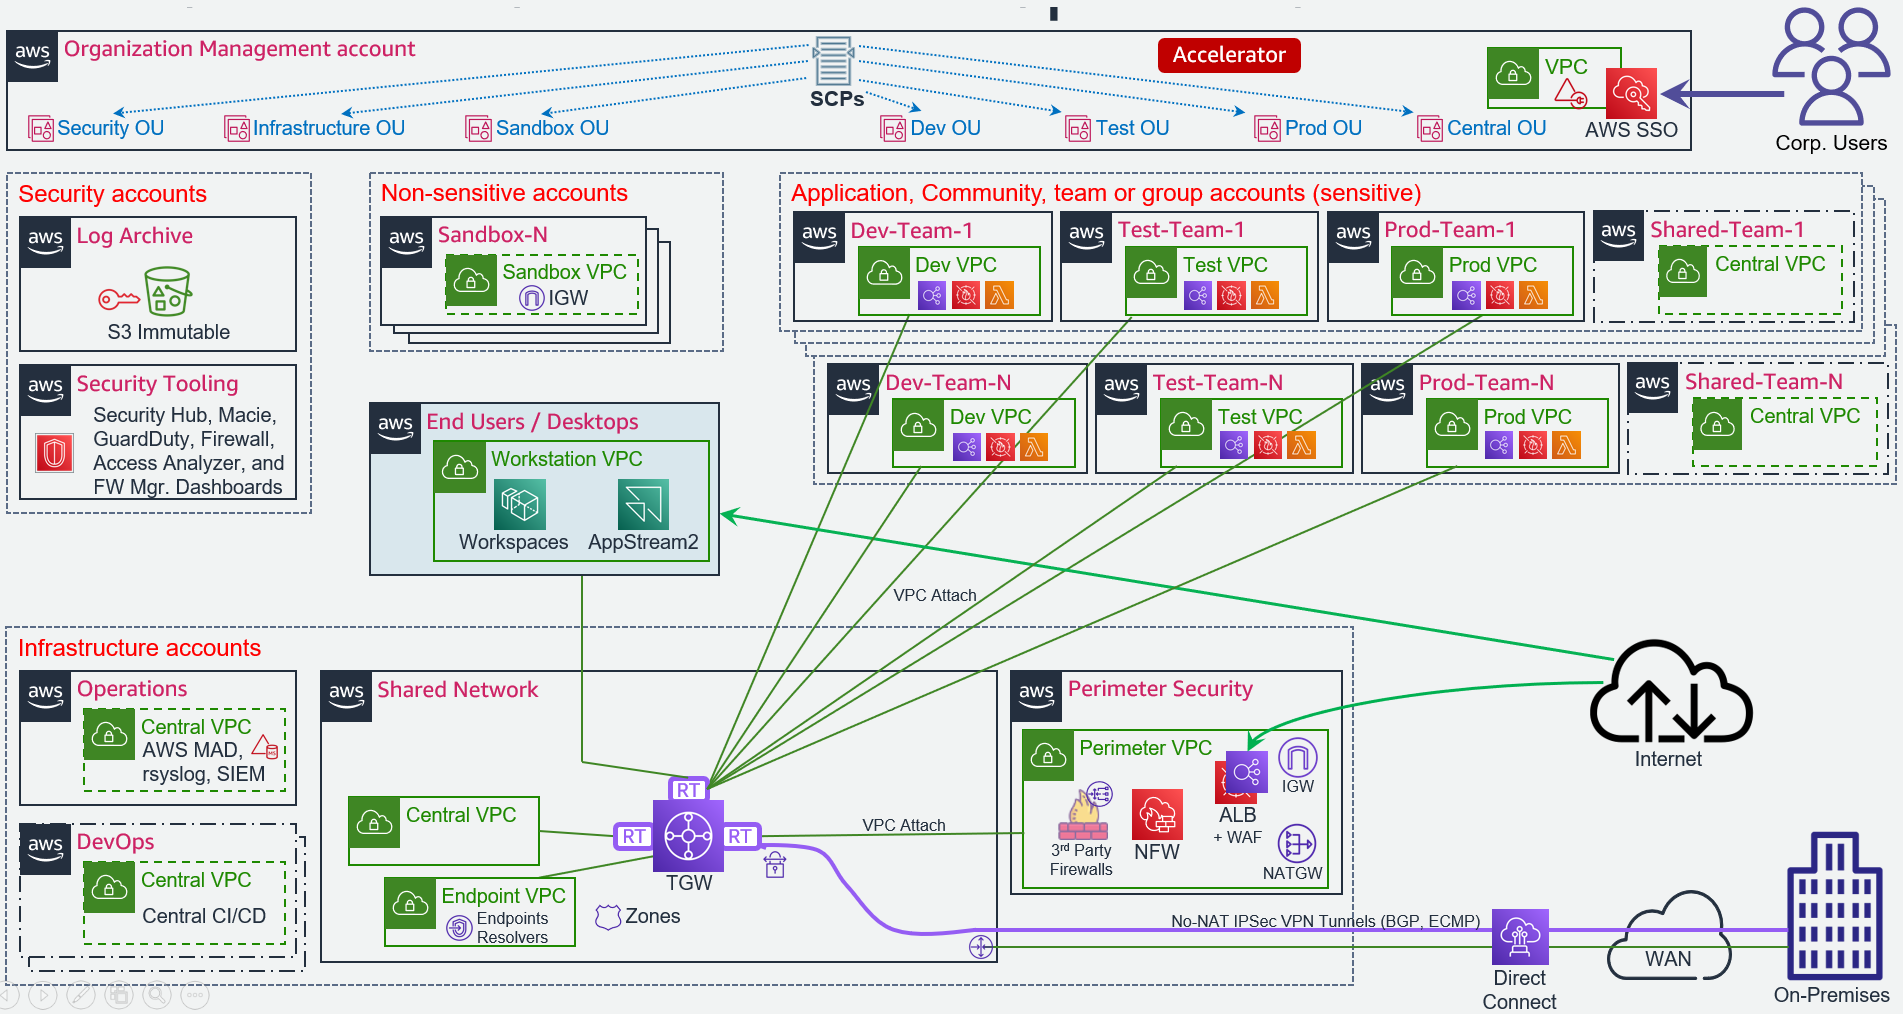 aws
Organization Management account
SCPs
Accelerator
VPC
AWS SSO
Corp. Users
Security OU
Infrastructure OU
Sandbox OU
Dev OU
Test OU
Prod OU
Central OU
Security accounts
aws
Log Archive
S3 Immutable
aws
Security Tooling
Security Hub, Macie,
GuardDuty, Firewall,
Access Analyzer, and
FW Mgr. Dashboards
Non-sensitive accounts
aws
Sandbox-N
Sandbox VPC
IGW
Application, Community, team or group accounts (sensitive)
aws
Dev-Team-1
Dev VPC
aws
Test-Team-1
Test VPC
aws
Prod-Team-1
Prod VPC
aws
Shared-Team-1
Central VPC
aws
Dev-Team-N
Dev VPC
aws
Test-Team-N
Test VPC
aws
Prod-Team-N
Prod VPC
aws
Shared-Team-N
Central VPC
aws
End Users / Desktops
Workstation VPC
Workspaces
AppStream2
VPC Attach
Infrastructure accounts
aws
Operations
Central VPC
AWS MAD,
rsyslog, SIEM
MS
aws
DevOps
Central VPC
Central CI/CD
aws
Shared Network
Central VPC
RT
RT
RT
TGW
Endpoint VPC
Endpoints
Resolvers
Zones
VPC Attach
aws
Perimeter Security
Perimeter VPC
3rd Party
Firewalls
NFW
ALB
+ WAF
IGW
NATGW
Internet
No-NAT IPSec VPN Tunnels (BGP, ECMP)
Direct
Connect
WAN
On-Premises